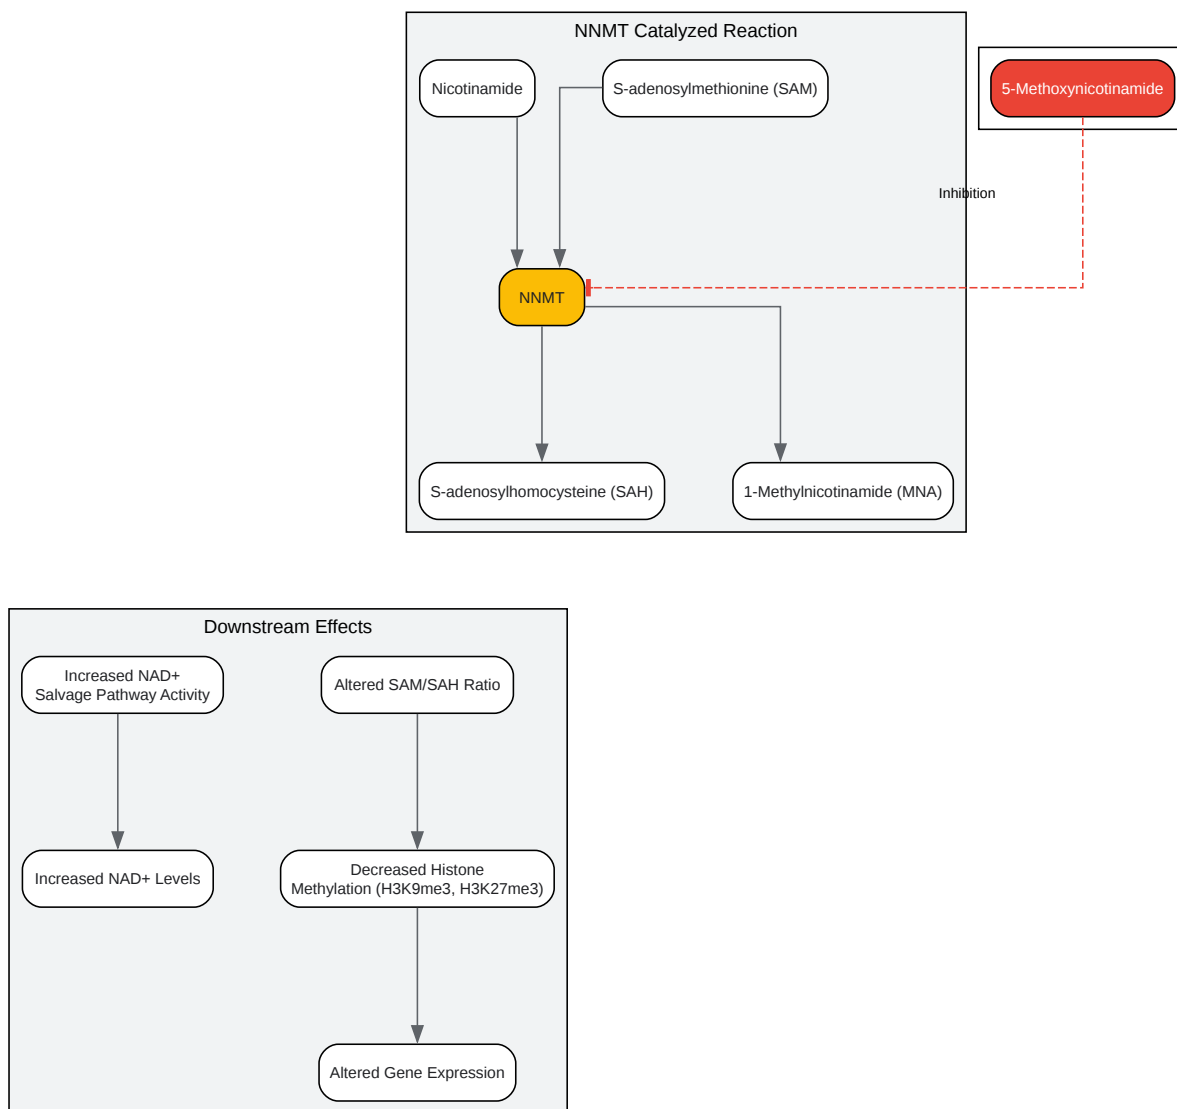 NNMT Catalyzed Reaction
Nicotinamide
S-adenosylmethionine (SAM)
5-Methoxynicotinamide
Inhibition
NNMT
S-adenosylhomocysteine (SAH)
1-Methylnicotinamide (MNA)
Downstream Effects
Increased NAD+
Salvage Pathway Activity
Altered SAM/SAH Ratio
Increased NAD+ Levels
Decreased Histone
Methylation (H3K9me3, H3K27me3)
Altered Gene Expression